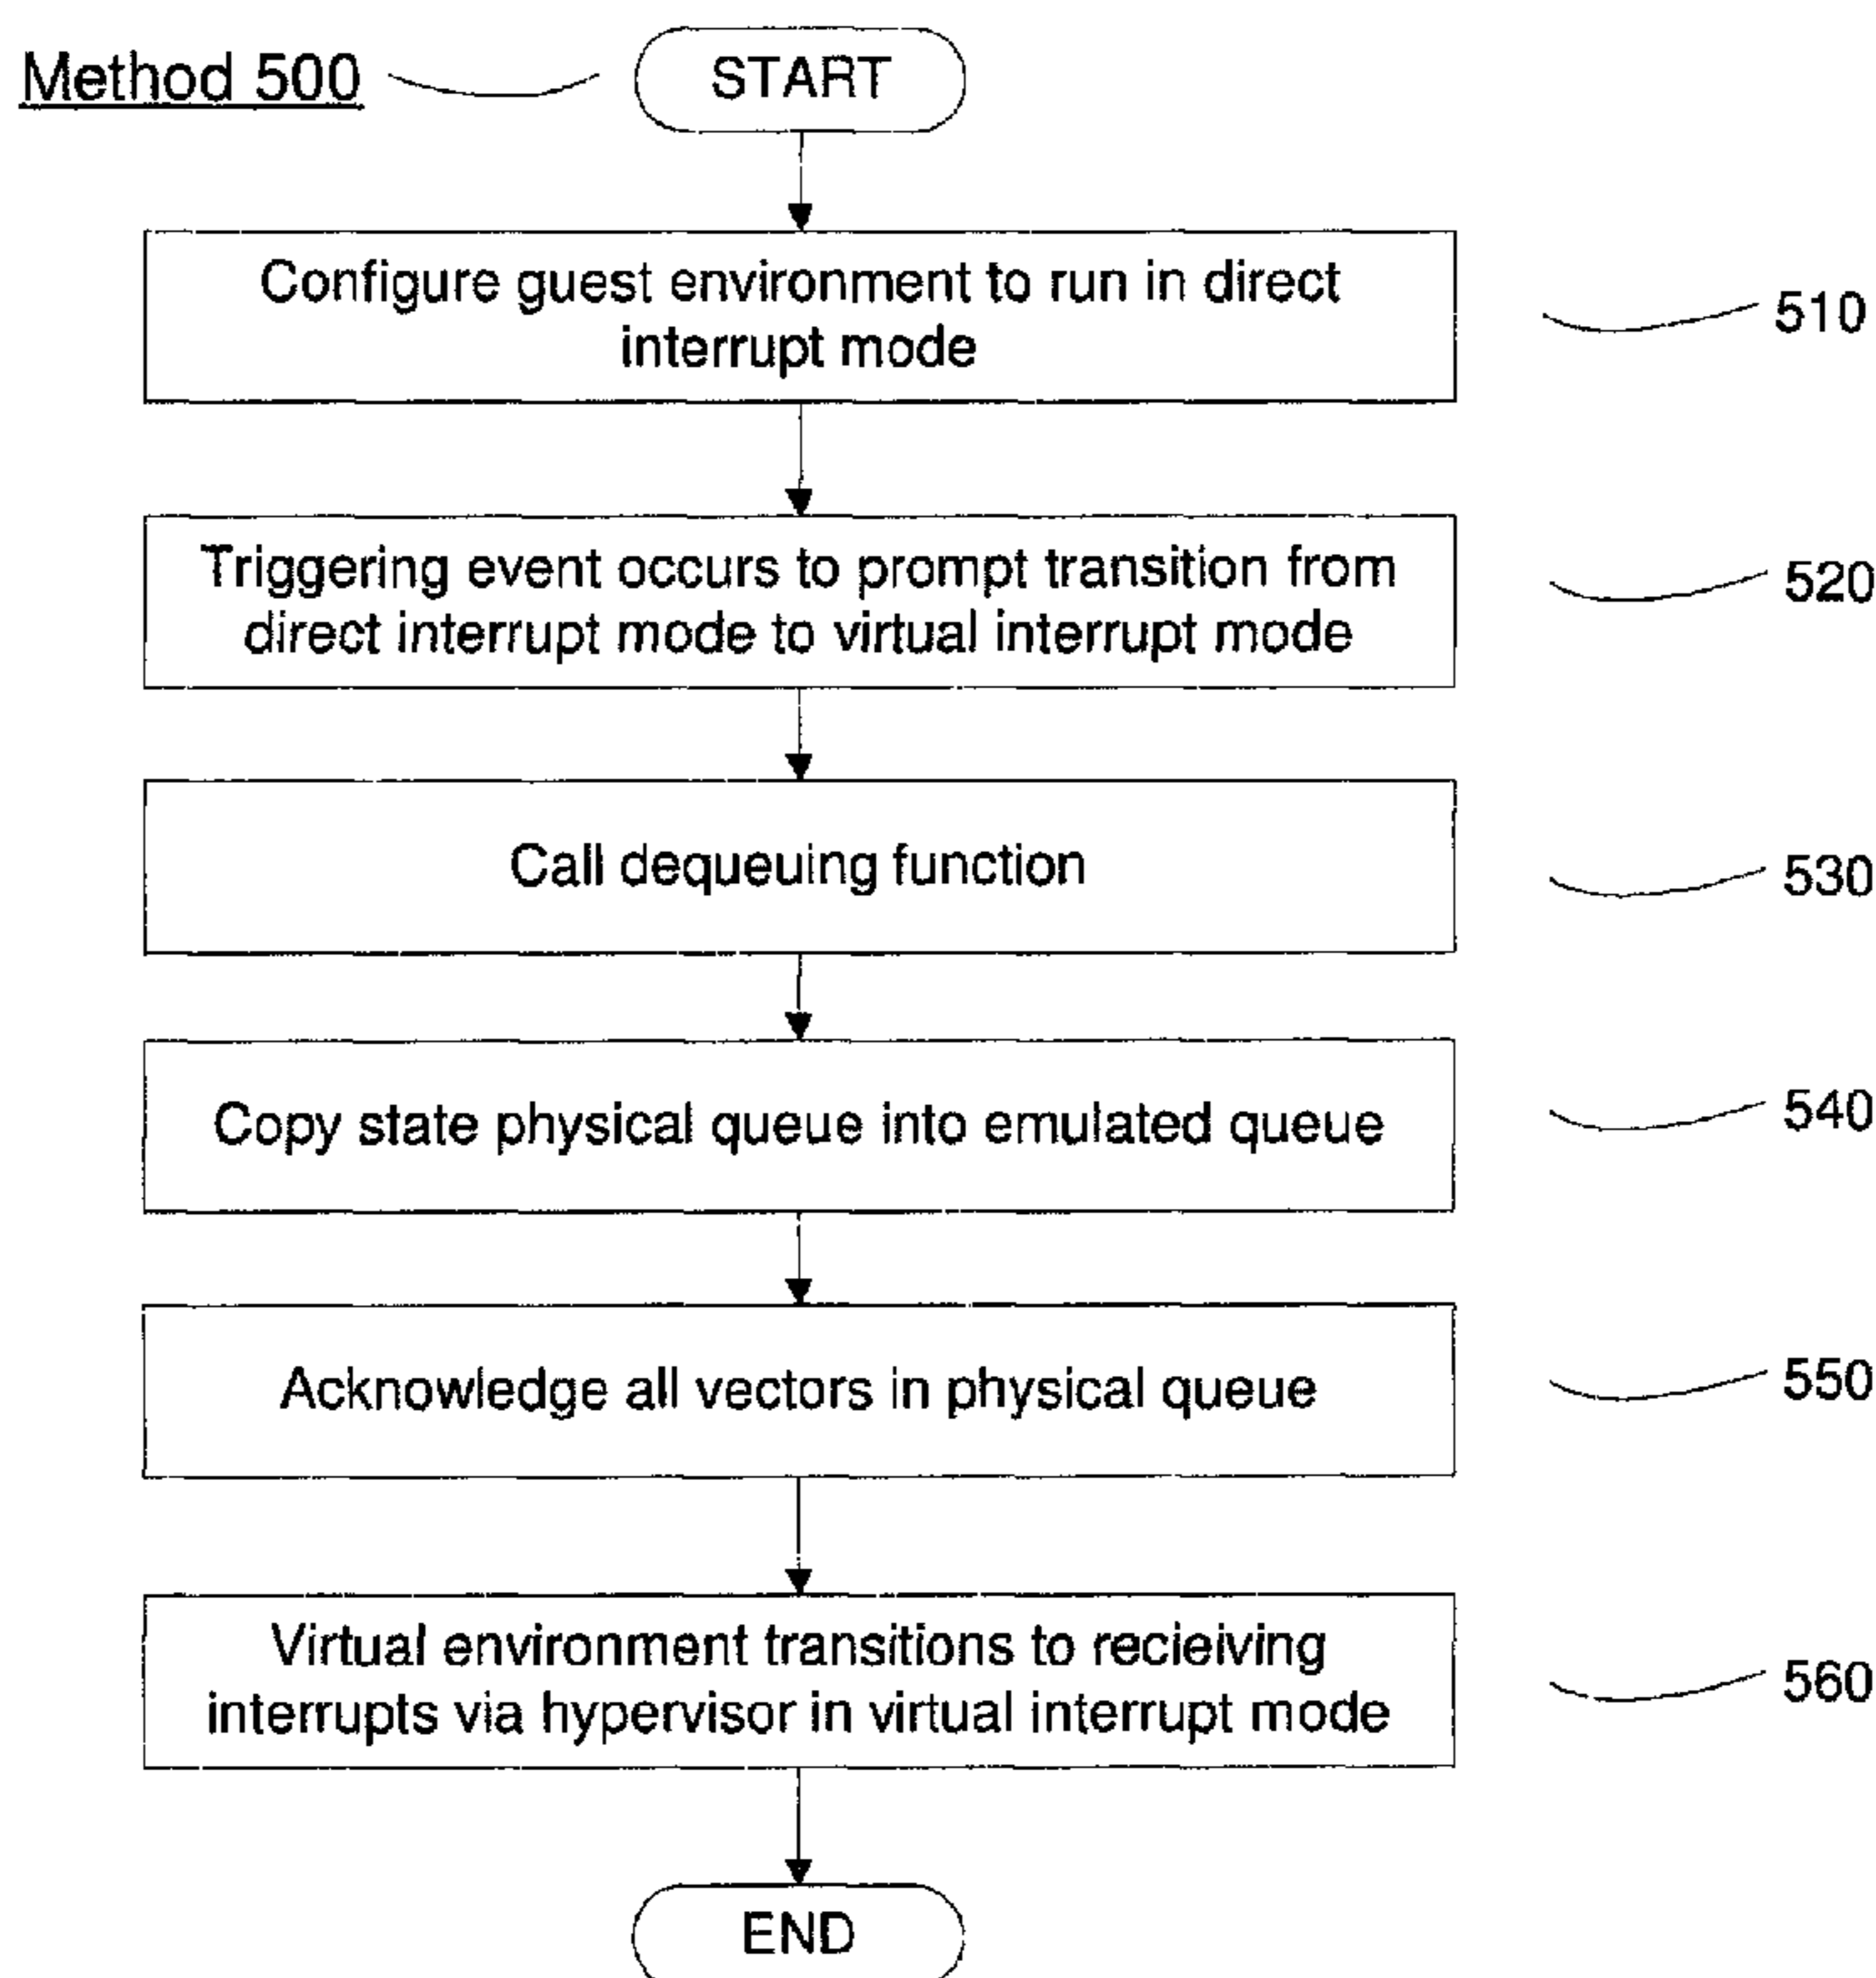 Method 500
START
Configure guest environment to run in direct
interrupt mode
510
Triggering event occurs to prompt transition from
direct interrupt mode to virtual interrupt mode
520
Call dequeuing function
530
Copy state physical queue into emulated queue
540
Acknowledge all vectors in physical queue
550
Virtual environment transitions to recieiving
interrupts via hypervisor in virtual interrupt mode
560
END